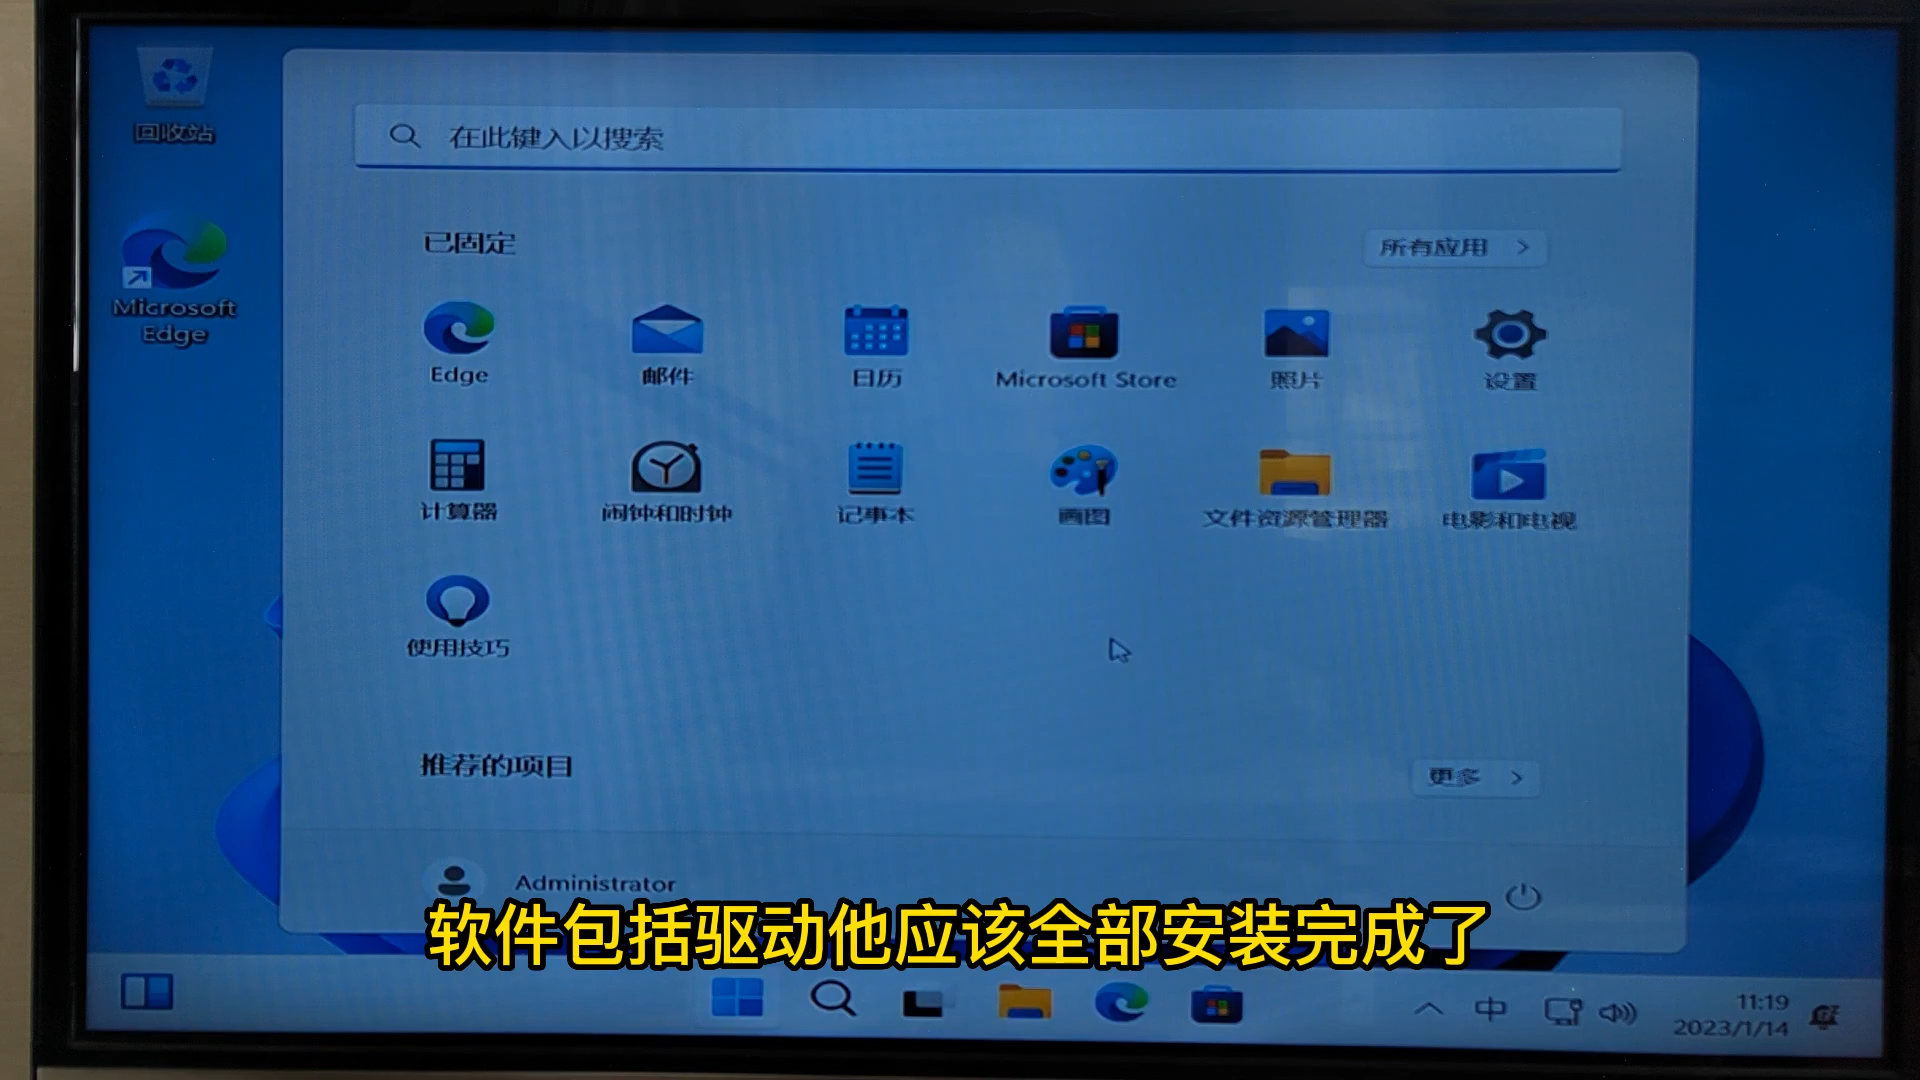 回收站
Microsoft
Edge
在此键入以搜索
已固定
所有应用
Edge
邮件
日历
Microsoft Store
照片
设置
计算器
闹钟和时钟
记事本
画图
文件资源管理器
电影和电视
使用技巧
推荐的项目
更多
Administrator
软件包括驱动他应该全部安装完成了
中
11:19
2023/1/14